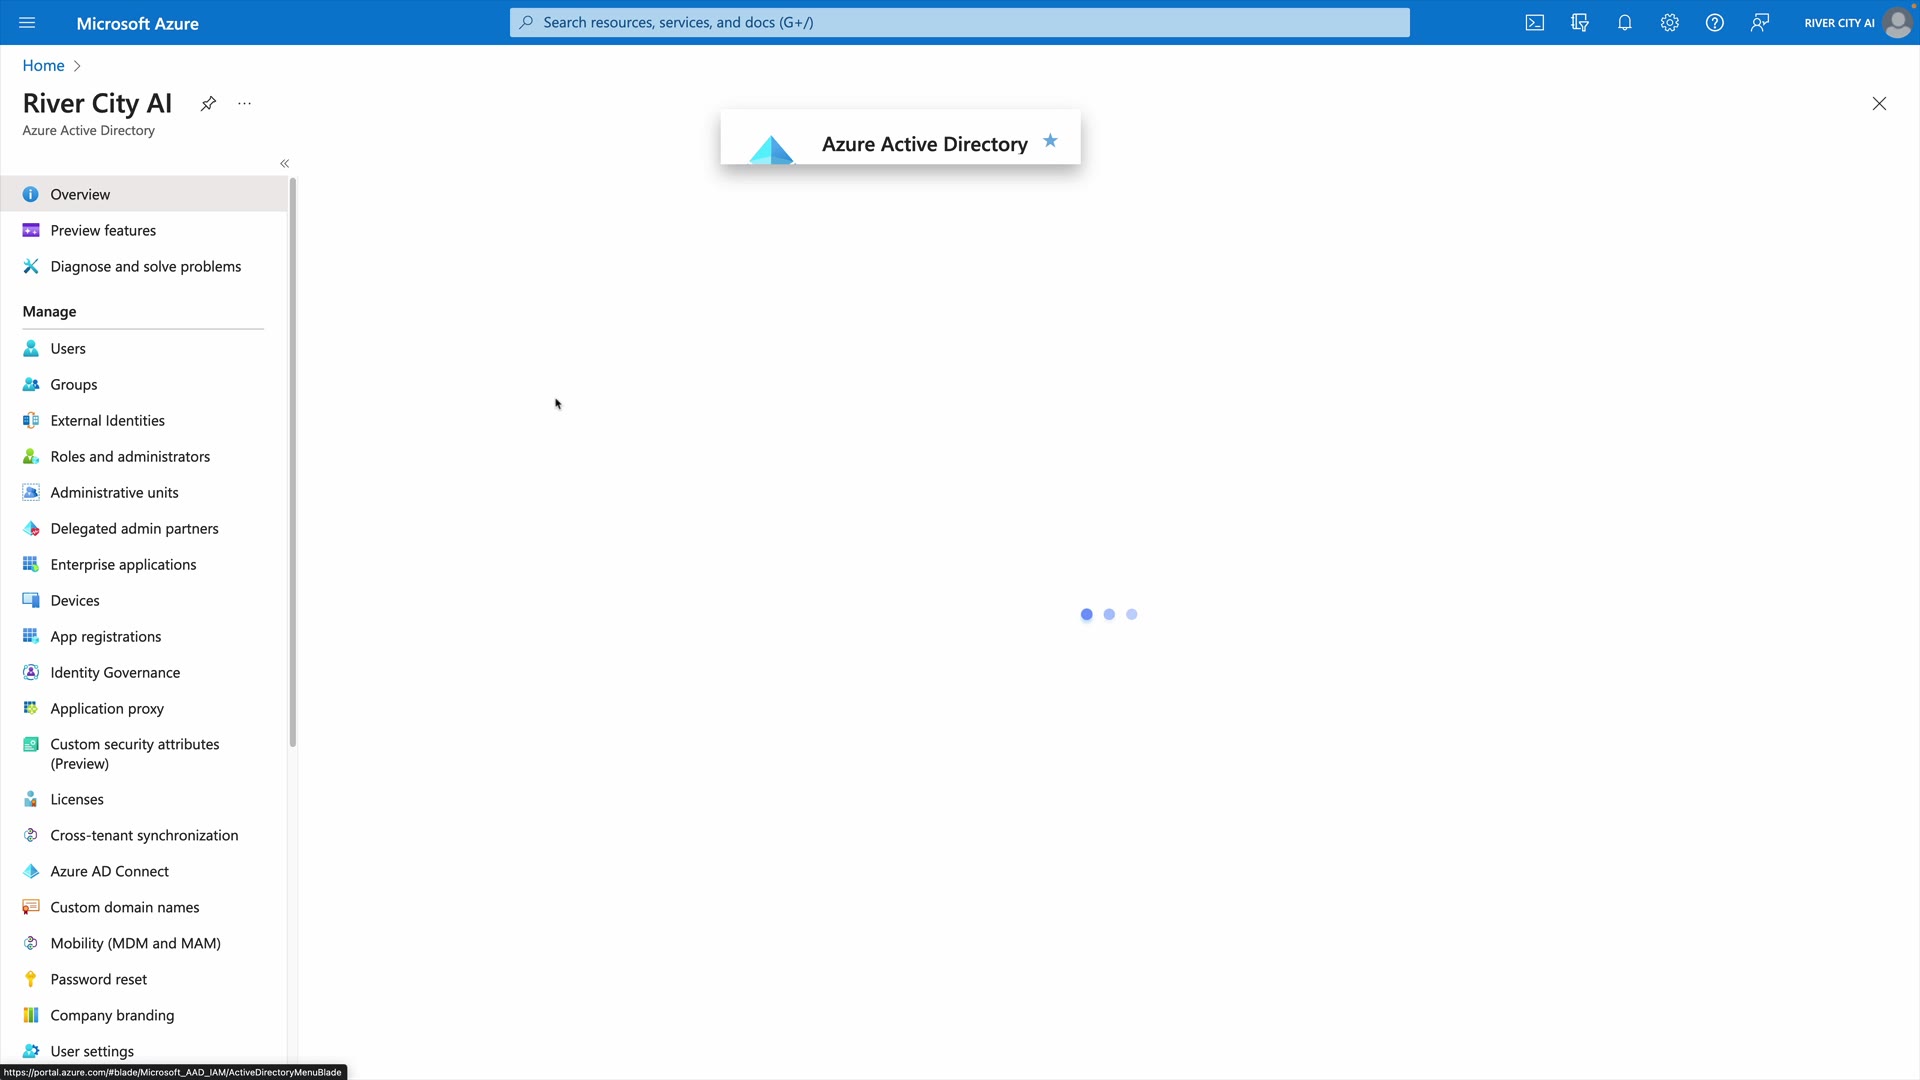 Microsoft Azure
Search resources, services, and docs (G+/)
RIVER CITY AI
Home
River City AI
Azure Active Directory
Azure Active Directory
Overview
Preview features
Diagnose and solve problems
Manage
Users
Groups
External Identities
Roles and administrators
Administrative units
Delegated admin partners
Enterprise applications
Devices
App registrations
Identity Governance
Application proxy
Custom security attributes
(Preview)
Licenses
Cross-tenant synchronization
Azure AD Connect
Custom domain names
Mobility (MDM and MAM)
Password reset
Company branding
User settings
https://portal.azure.com/#blade/Microsoft_AAD_IAM/ActiveDirectoryMenuBlade